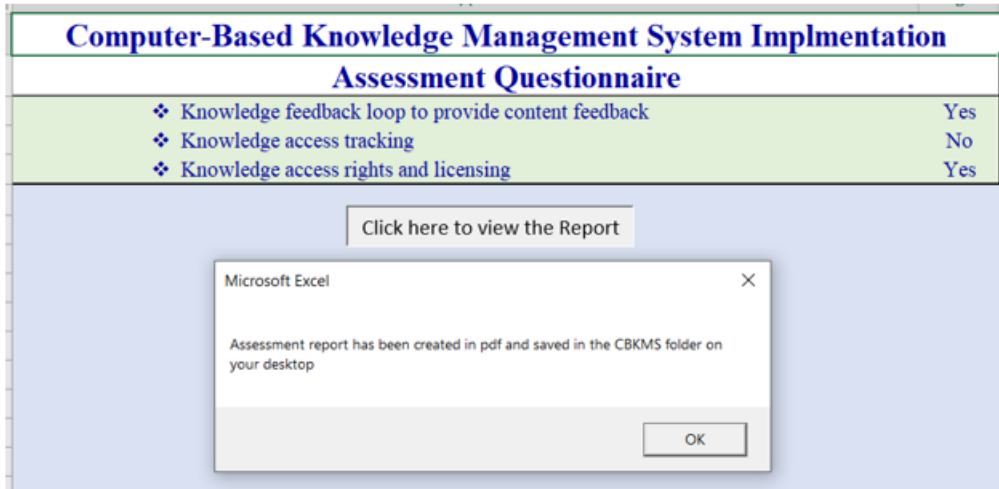 Computer-Based Knowledge Management System Implmentation
Assessment Questionnaire
❖ Knowledge feedback loop to provide content feedback Yes
❖ Knowledge access tracking No
❖ Knowledge access rights and licensing Yes
Click here to view the Report
Microsoft Excel
Assessment report has been created in pdf and saved in the CBKMS folder on
your desktop
OK